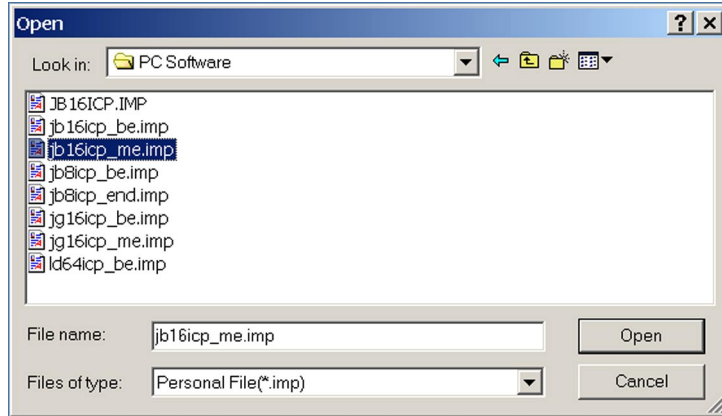 Open
Look in: PC Software
JB16ICP.IMP
jb16icp_be.imp
jb16icp_me.imp
jb8icp_be.imp
jb8icp_end.imp
jg16icp_be.imp
jg16icp_me.imp
ld64icp_be.imp
File name: jb16icp_me.imp Open
Files of type: Personal File(*.imp) Cancel